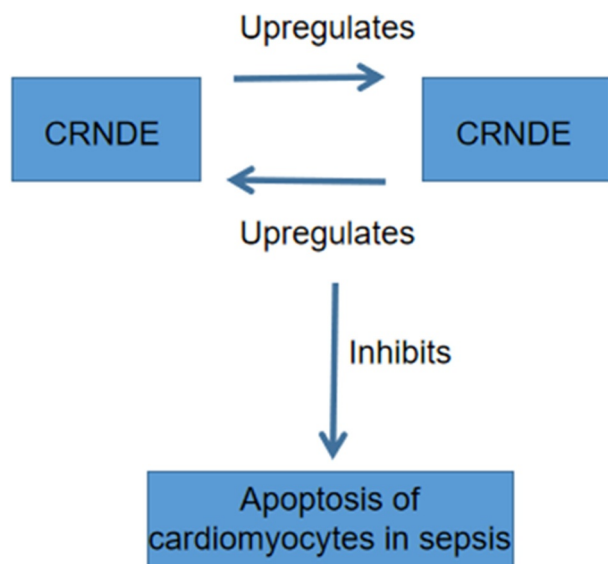 Upregulates
CRNDE
CRNDE
Upregulates
Inhibits
Apoptosis of
cardiomyocytes in sepsis